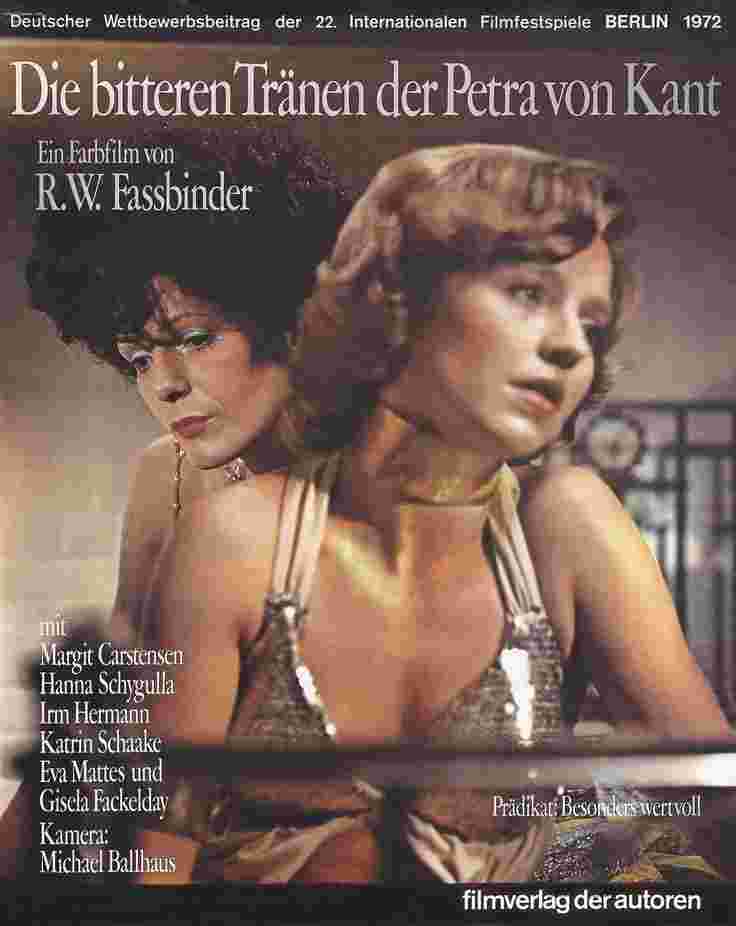 Deutscher Wettbewerbsbeitrag der 22. Internationalen Filmfestspiele BERLIN 1972
Die bitteren Tränen der Petra von Kant
Ein Farbfilm von
R.W. Fassbinder
mit
Margit Carstensen
Hanna Schygulla
Irm Hermann
Katrin Schaake
Eva Mattes und
Gisela Fackelday
Kamera:
Michael Ballhaus
Prädikat: Besonders wertvoll
filmverlag der autoren